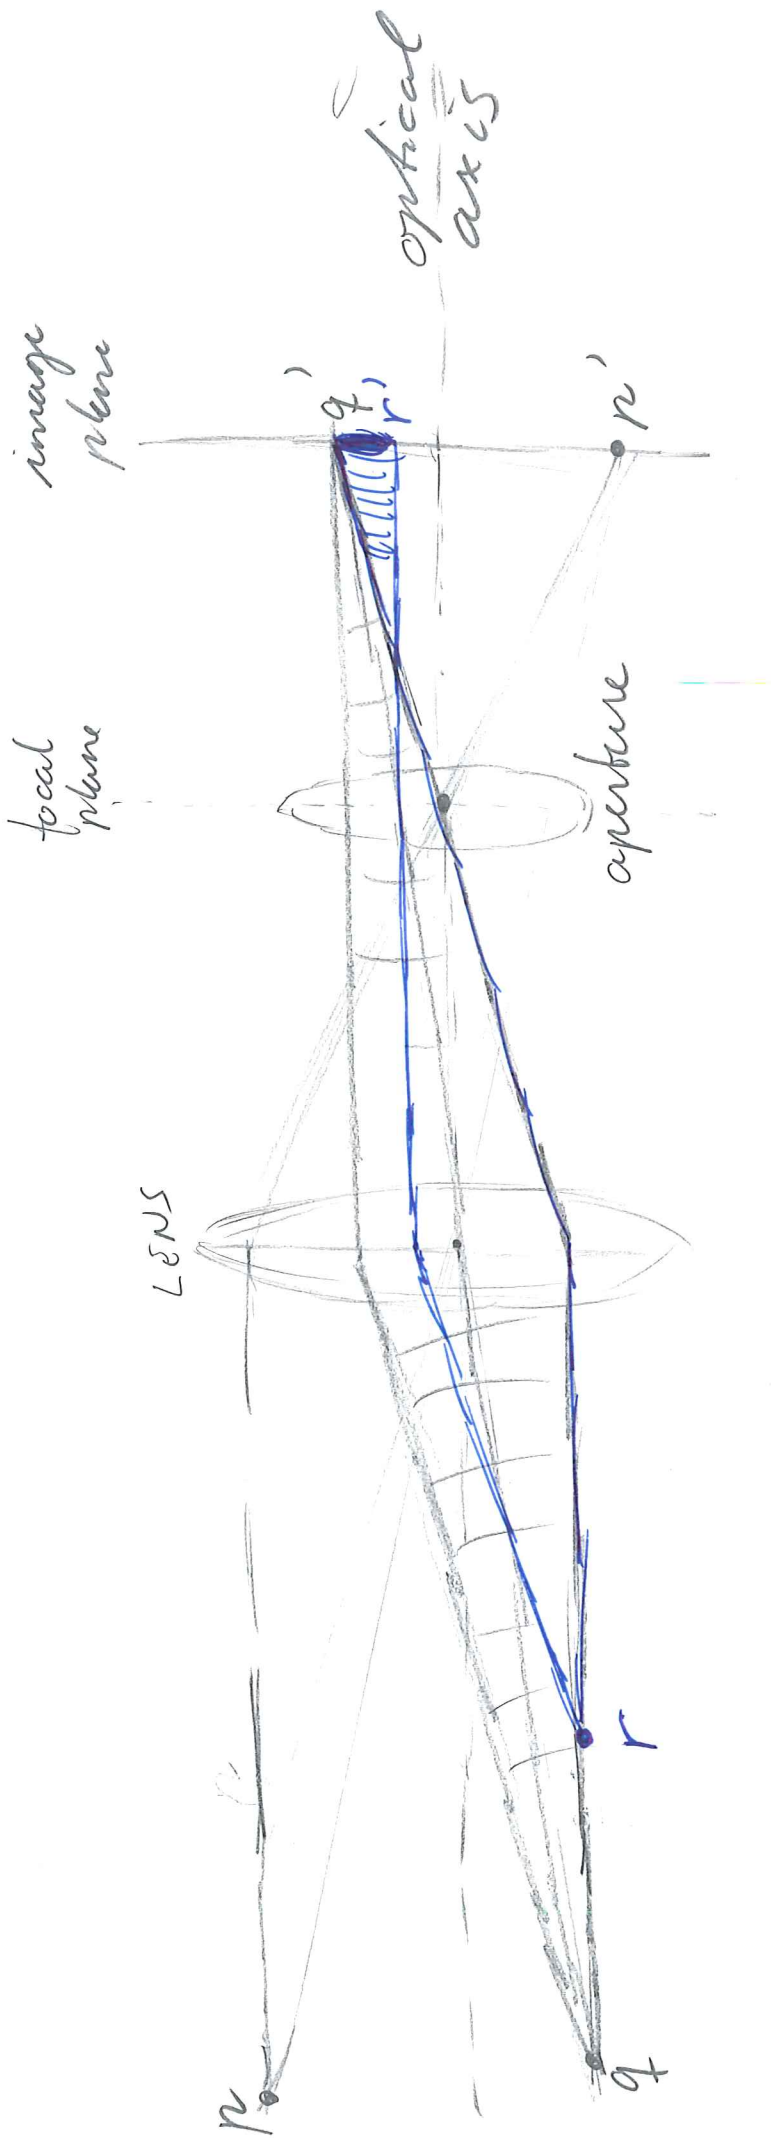 image
plane
optical
axis
q'
r'
p'
focal
plane
aperture
LENS
r
p
q